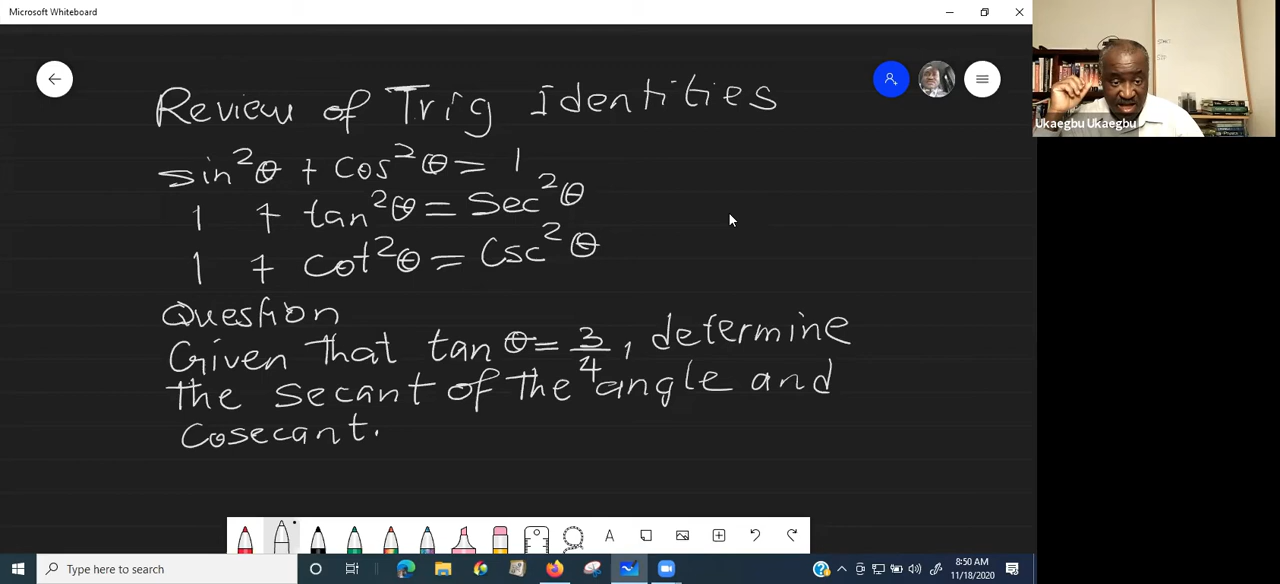 Microsoft Whiteboard
Review of Trig Identities
sin²θ + cos²θ = 1
1 + tan²θ = Sec²θ
1 + cot²θ = Csc²θ
Question
Given That tan θ = 3/4, determine
The secant of The angle and
Cosecant.
Ukaegbu Ukaegbu
A
Type here to search
8:50 AM
11/18/2020